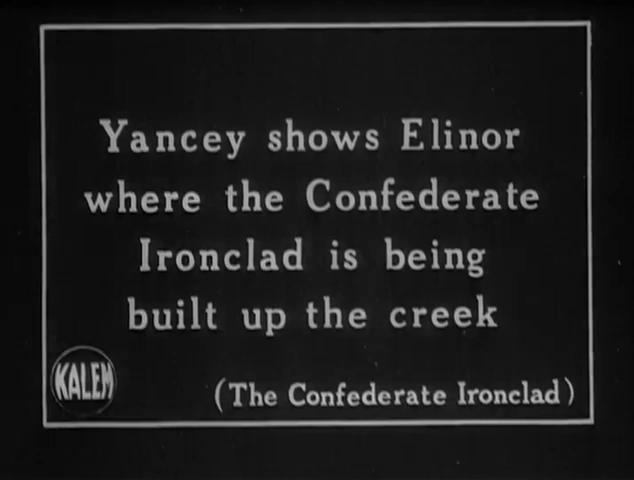 Yancey shows Elinor
where the Confederate
Ironclad is being
built up the creek
KALEM
(The Confederate Ironclad)